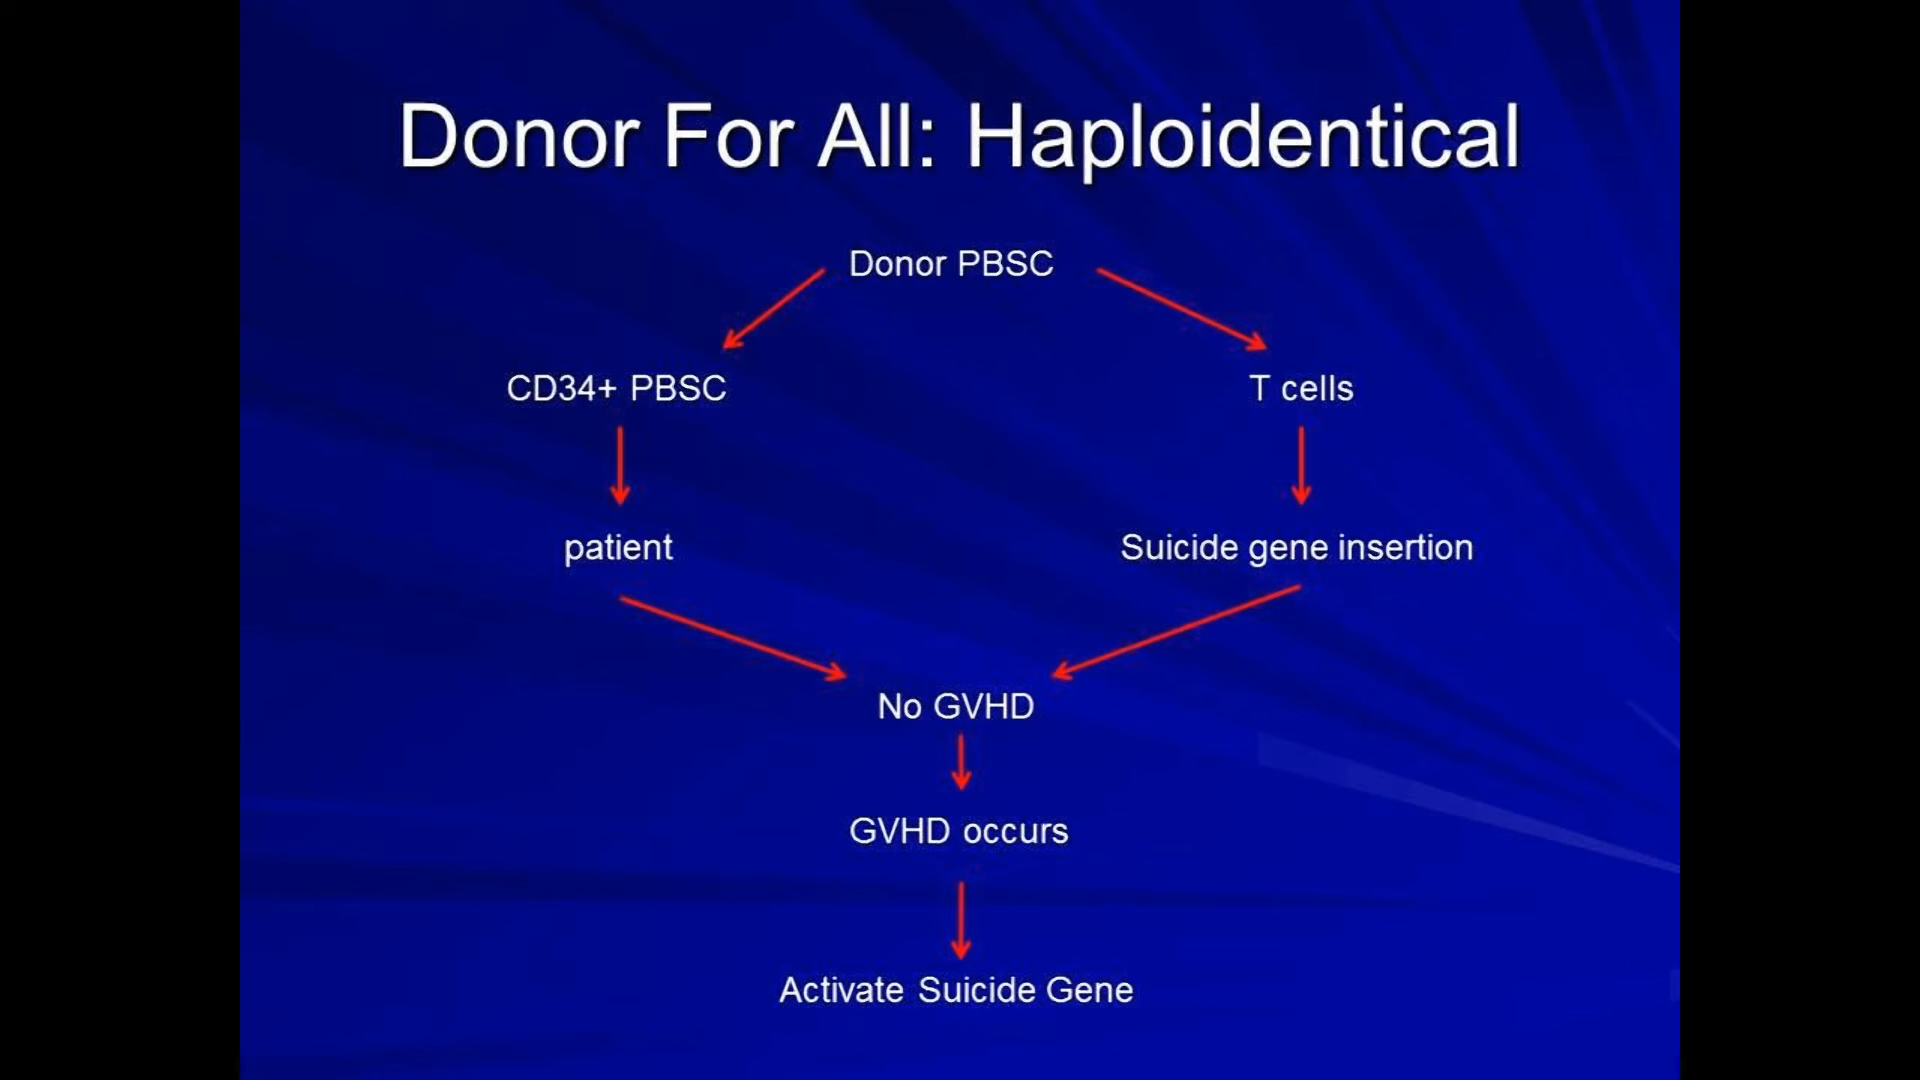 Donor For All: Haploidentical
Donor PBSC
CD34+ PBSC
T cells
patient
Suicide gene insertion
No GVHD
GVHD occurs
Activate Suicide Gene